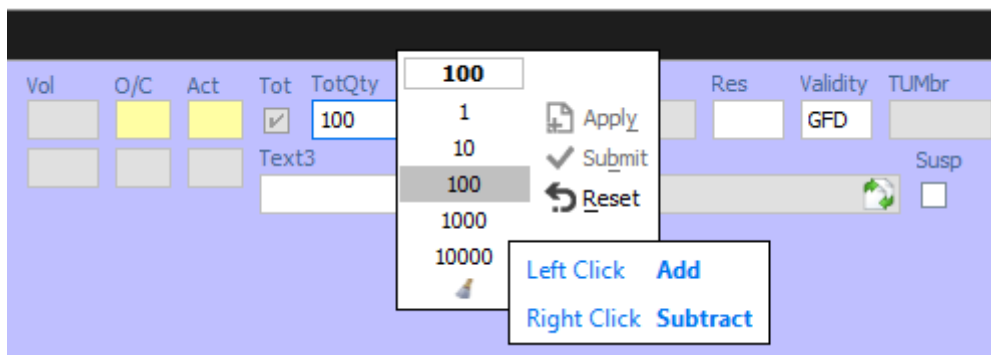 Vol O/C Act Tot TotQty Res Validity TUMbr
100 GFD
Text3 Susp
100
1
10
100
1000
10000
Apply
Submit
Reset
Left Click Add
Right Click Subtract